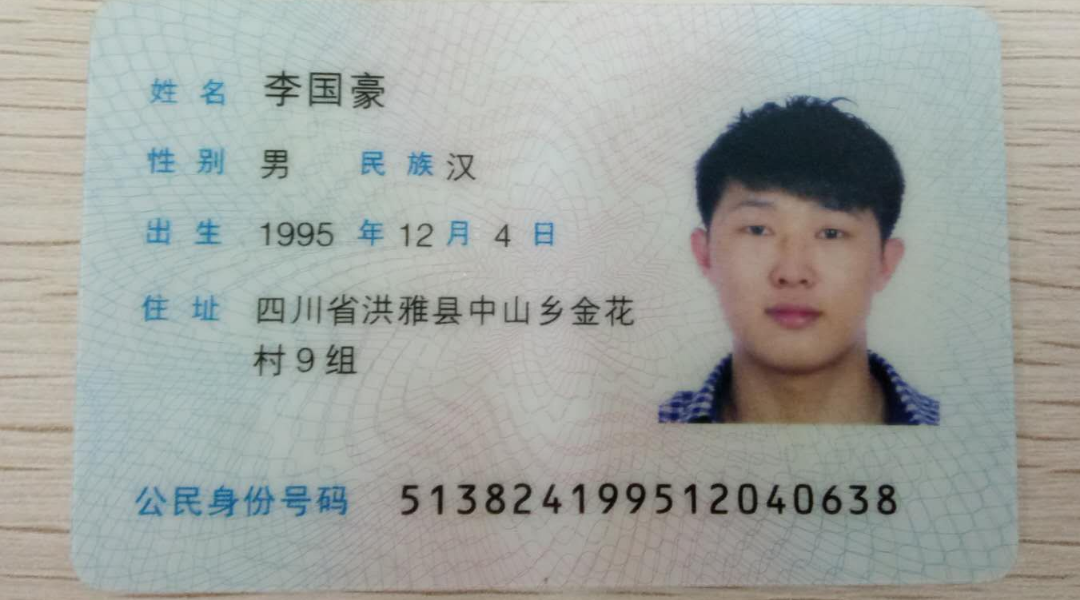 姓名 李国豪
性别 男 民族 汉
出生 1995 年 12 月 4 日
住址 四川省洪雅县中山乡金花
村9组
公民身份号码 513824199512040638